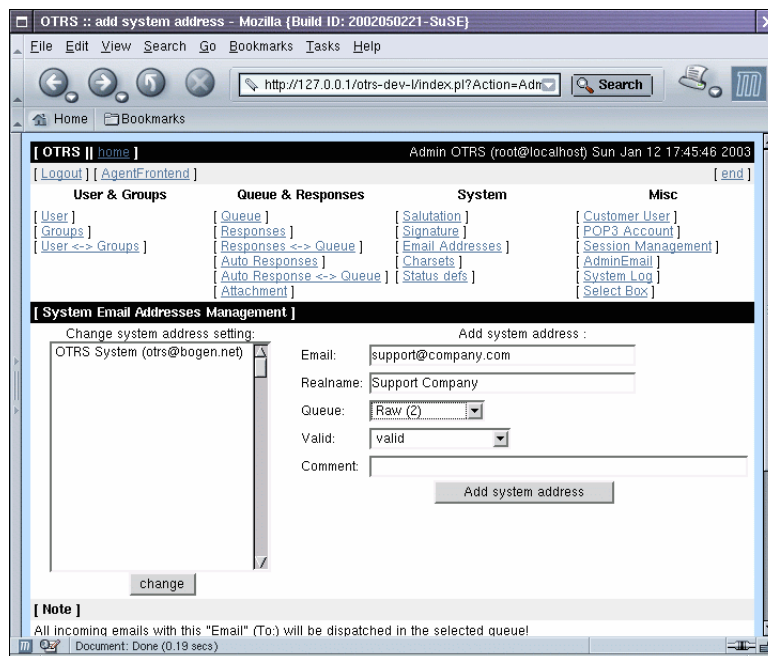 OTRS :: add system address - Mozilla {Build ID: 2002050221-SuSE}
File Edit View Search Go Bookmarks Tasks Help
http://127.0.0.1/otrs-dev-l/index.pl?Action=Adm Search
Home Bookmarks
[ OTRS || home ] Admin OTRS (root@localhost) Sun Jan 12 17:45:46 2003
[ Logout ] [ AgentFrontend ] [ end ]
User & Groups Queue & Responses System Misc
[ User ] [ Queue ] [ Salutation ] [ Customer User ]
[ Groups ] [ Responses ] [ Signature ] [ POP3 Account ]
[ User <-> Groups ] [ Responses <-> Queue ] [ Email Addresses ] [ Session Management ]
[ Auto Responses ] [ Charsets ] [ AdminEmail ]
[ Auto Response <-> Queue ] [ Status defs ] [ System Log ]
[ Attachment ] [ Select Box ]
[ System Email Addresses Management ]
Change system address setting: Add system address :
OTRS System (otrs@bogen.net) Email: support@company.com
Realname: Support Company
Queue: Raw (2)
Valid: valid
Comment:
Add system address
change
[ Note ]
All incoming emails with this "Email" (To:) will be dispatched in the selected queue!
Document: Done (0.19 secs)